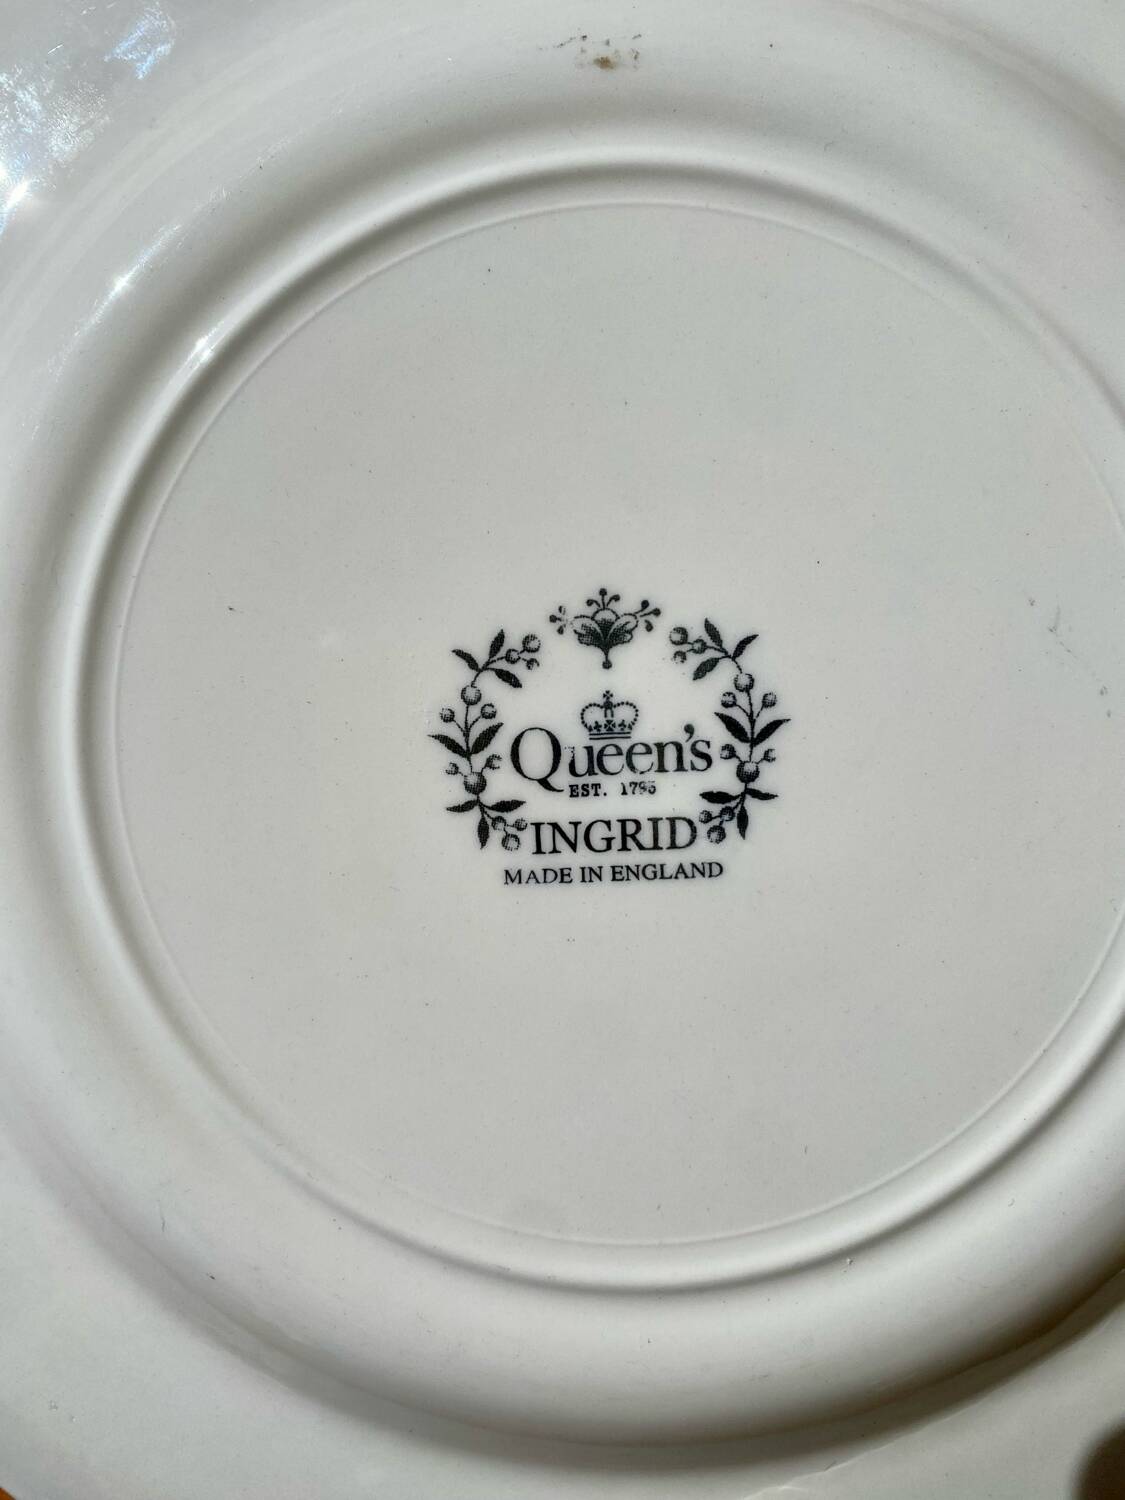 Queen's
EST. 1795
INGRID
MADE IN ENGLAND